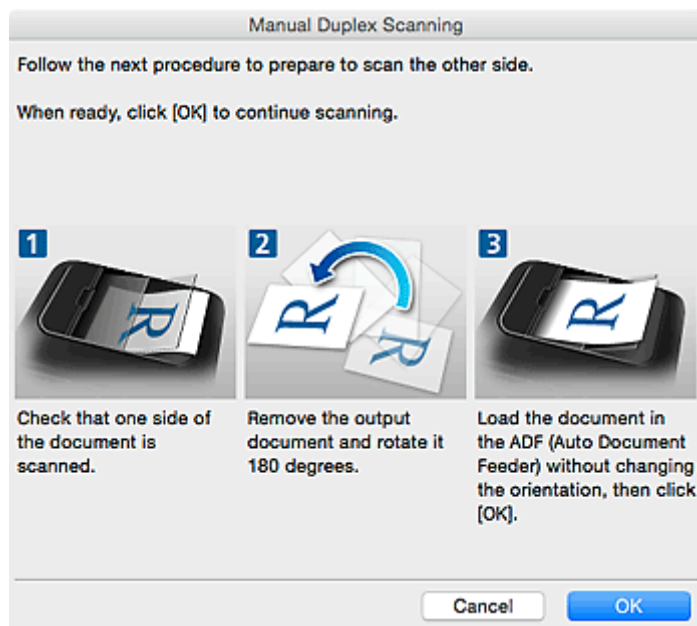 Manual Duplex Scanning
Follow the next procedure to prepare to scan the other side.
When ready, click [OK] to continue scanning.
1
R
Check that one side of
the document is
scanned.
2
R
R
Remove the output
document and rotate it
180 degrees.
3
R
Load the document in
the ADF (Auto Document
Feeder) without changing
the orientation, then click
[OK].
Cancel
OK